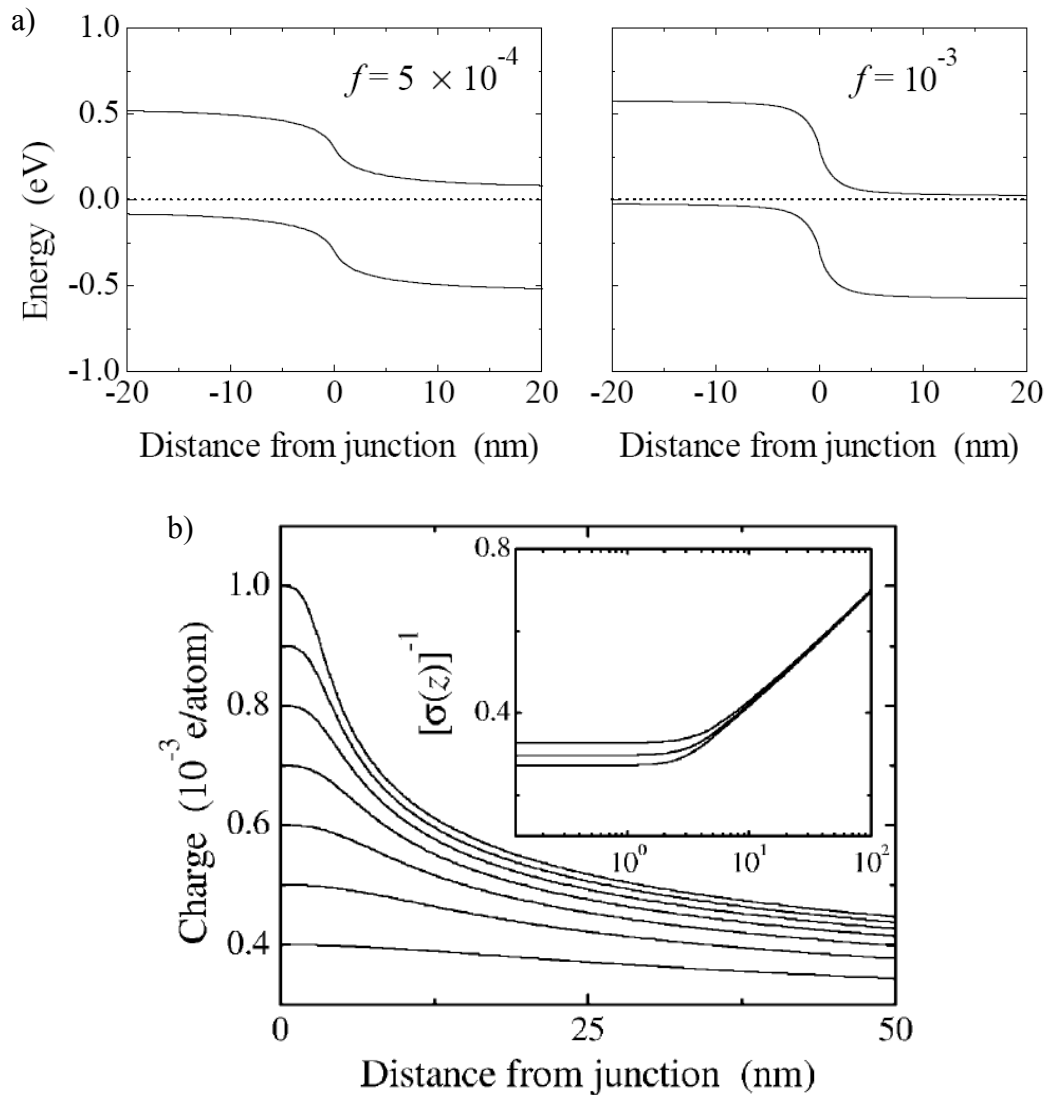 a)
1.0
0.5
0.0
-0.5
-1.0
Energy (eV)
f = 5 × 10^-4
f = 10^-3
-20 -10 0 10 20
-20 -10 0 10 20
Distance from junction (nm)
Distance from junction (nm)
b)
1.0
0.8
0.6
0.4
Charge (10^-3 e/atom)
0.8
0.4
[σ(z)]^-1
10^0 10^1 10^2
0 25 50
Distance from junction (nm)